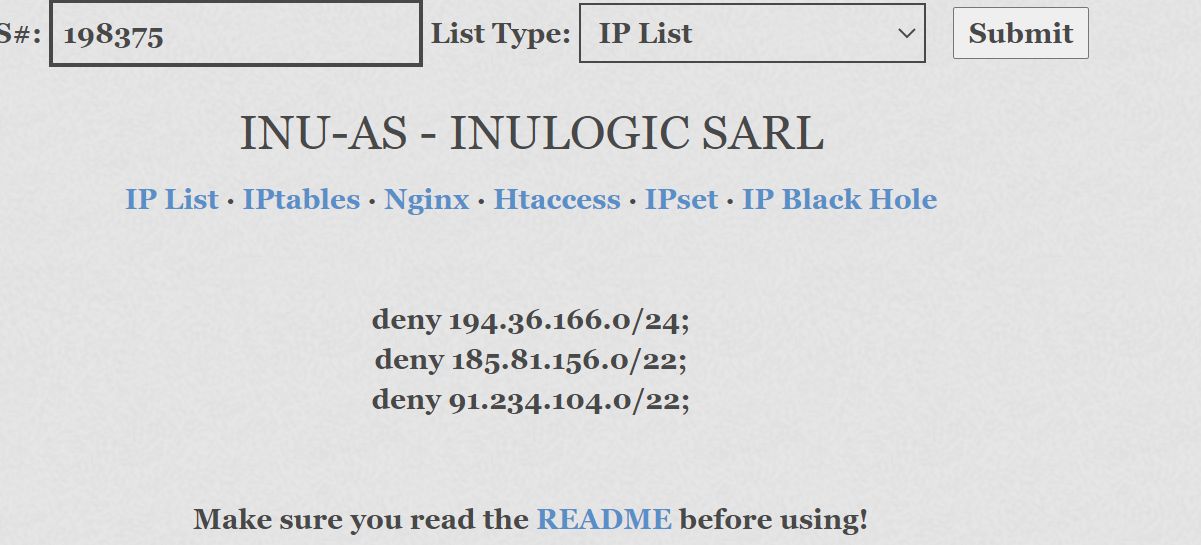 S#: 198375 List Type: IP List Submit
INU-AS - INULOGIC SARL
IP List · IPtables · Nginx · Htaccess · IPset · IP Black Hole
deny 194.36.166.0/24;
deny 185.81.156.0/22;
deny 91.234.104.0/22;
Make sure you read the README before using!